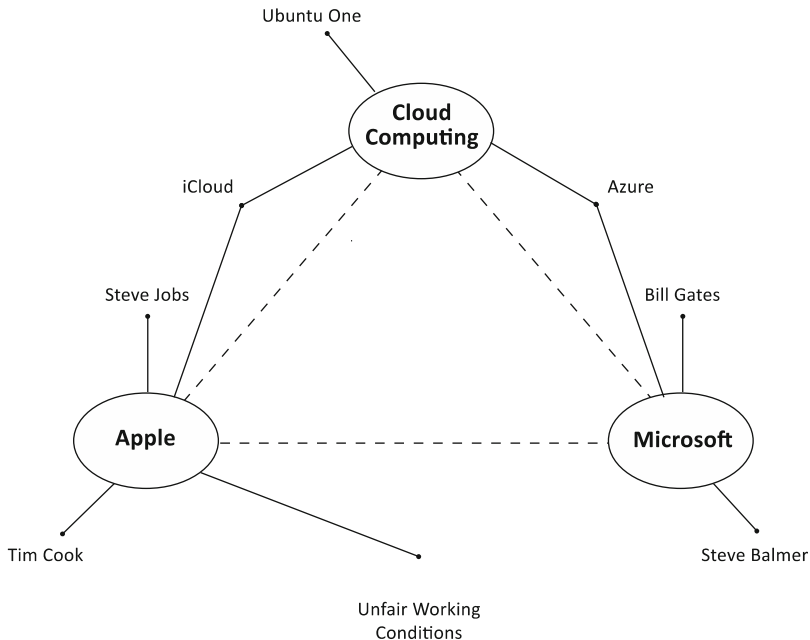 Ubuntu One
Cloud
Computing
iCloud
Azure
Steve Jobs
Bill Gates
Apple
Microsoft
Tim Cook
Steve Balmer
Unfair Working
Conditions